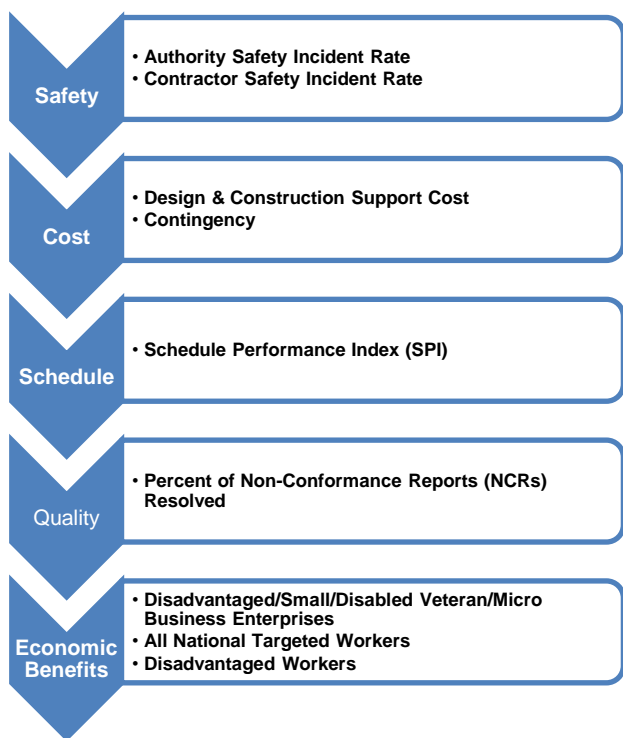 Safety
• Authority Safety Incident Rate
• Contractor Safety Incident Rate
Cost
• Design & Construction Support Cost
• Contingency
Schedule
• Schedule Performance Index (SPI)
Quality
• Percent of Non-Conformance Reports (NCRs)
Resolved
Economic
Benefits
• Disadvantaged/Small/Disabled Veteran/Micro
Business Enterprises
• All National Targeted Workers
• Disadvantaged Workers